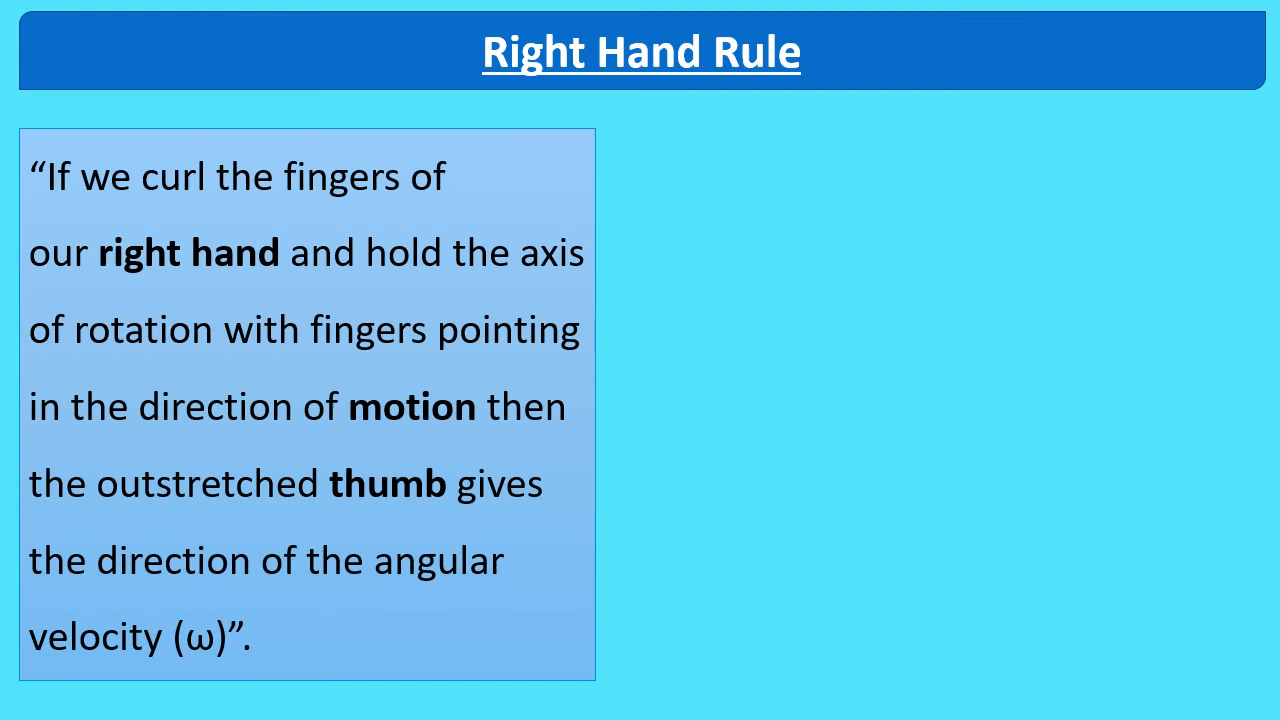 Right Hand Rule
“If we curl the fingers of
our right hand and hold the axis
of rotation with fingers pointing
in the direction of motion then
the outstretched thumb gives
the direction of the angular
velocity (ω)”.